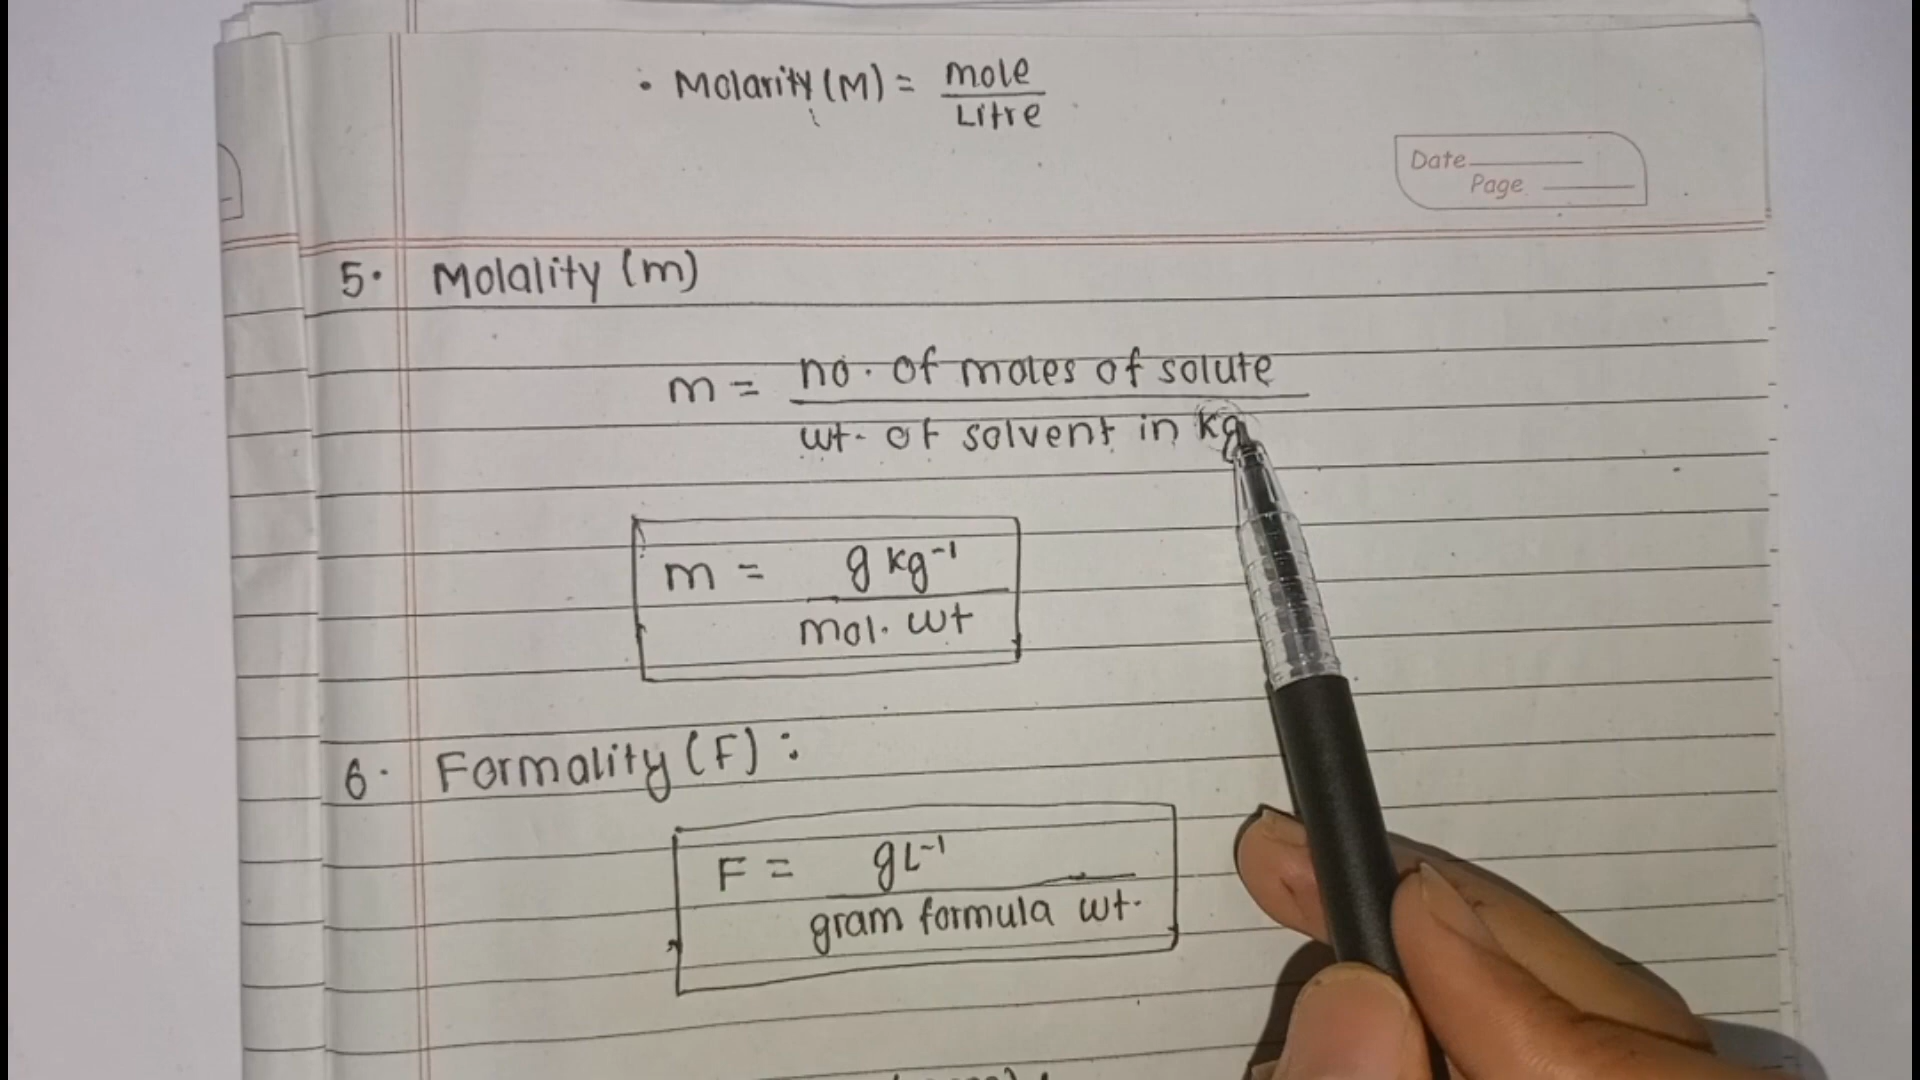 • Molarity (M) = mole / Litre
Date
Page
5. Molality (m)
m = no. of moles of solute / wt. of solvent in kg
m = g kg⁻¹ / mol. wt
6. Formality (F) :
F = gL⁻¹ / gram formula wt.